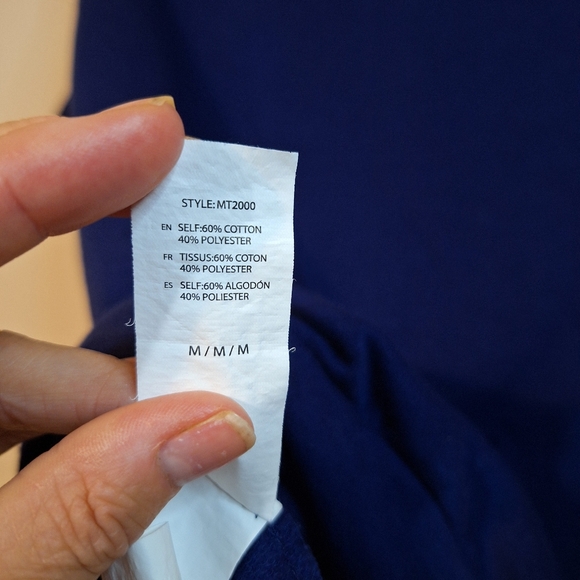 STYLE: MT2000
EN SELF:60% COTTON
40% POLYESTER
FR TISSUS:60% COTON
40% POLYESTER
ES SELF:60% ALGODÓN
40% POLIESTER
M / M / M